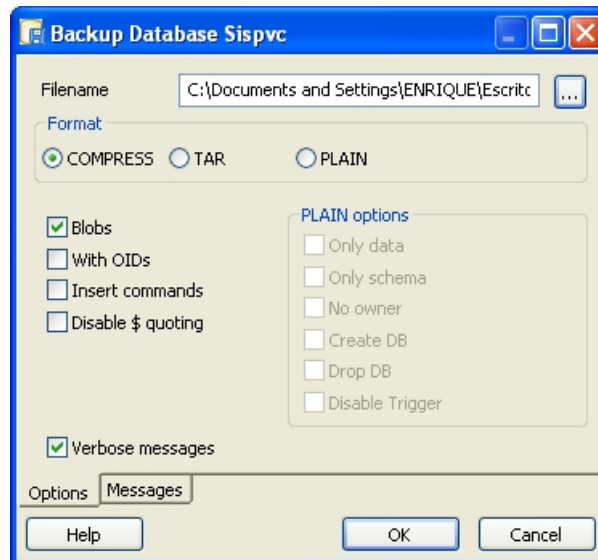 Backup Database Sispvc
Filename C:\Documents and Settings\ENRIQUE\Escritc ...
Format
COMPRESS TAR PLAIN
Blobs
With OIDs
Insert commands
Disable $ quoting
PLAIN options
Only data
Only schema
No owner
Create DB
Drop DB
Disable Trigger
Verbose messages
Options Messages
Help OK Cancel